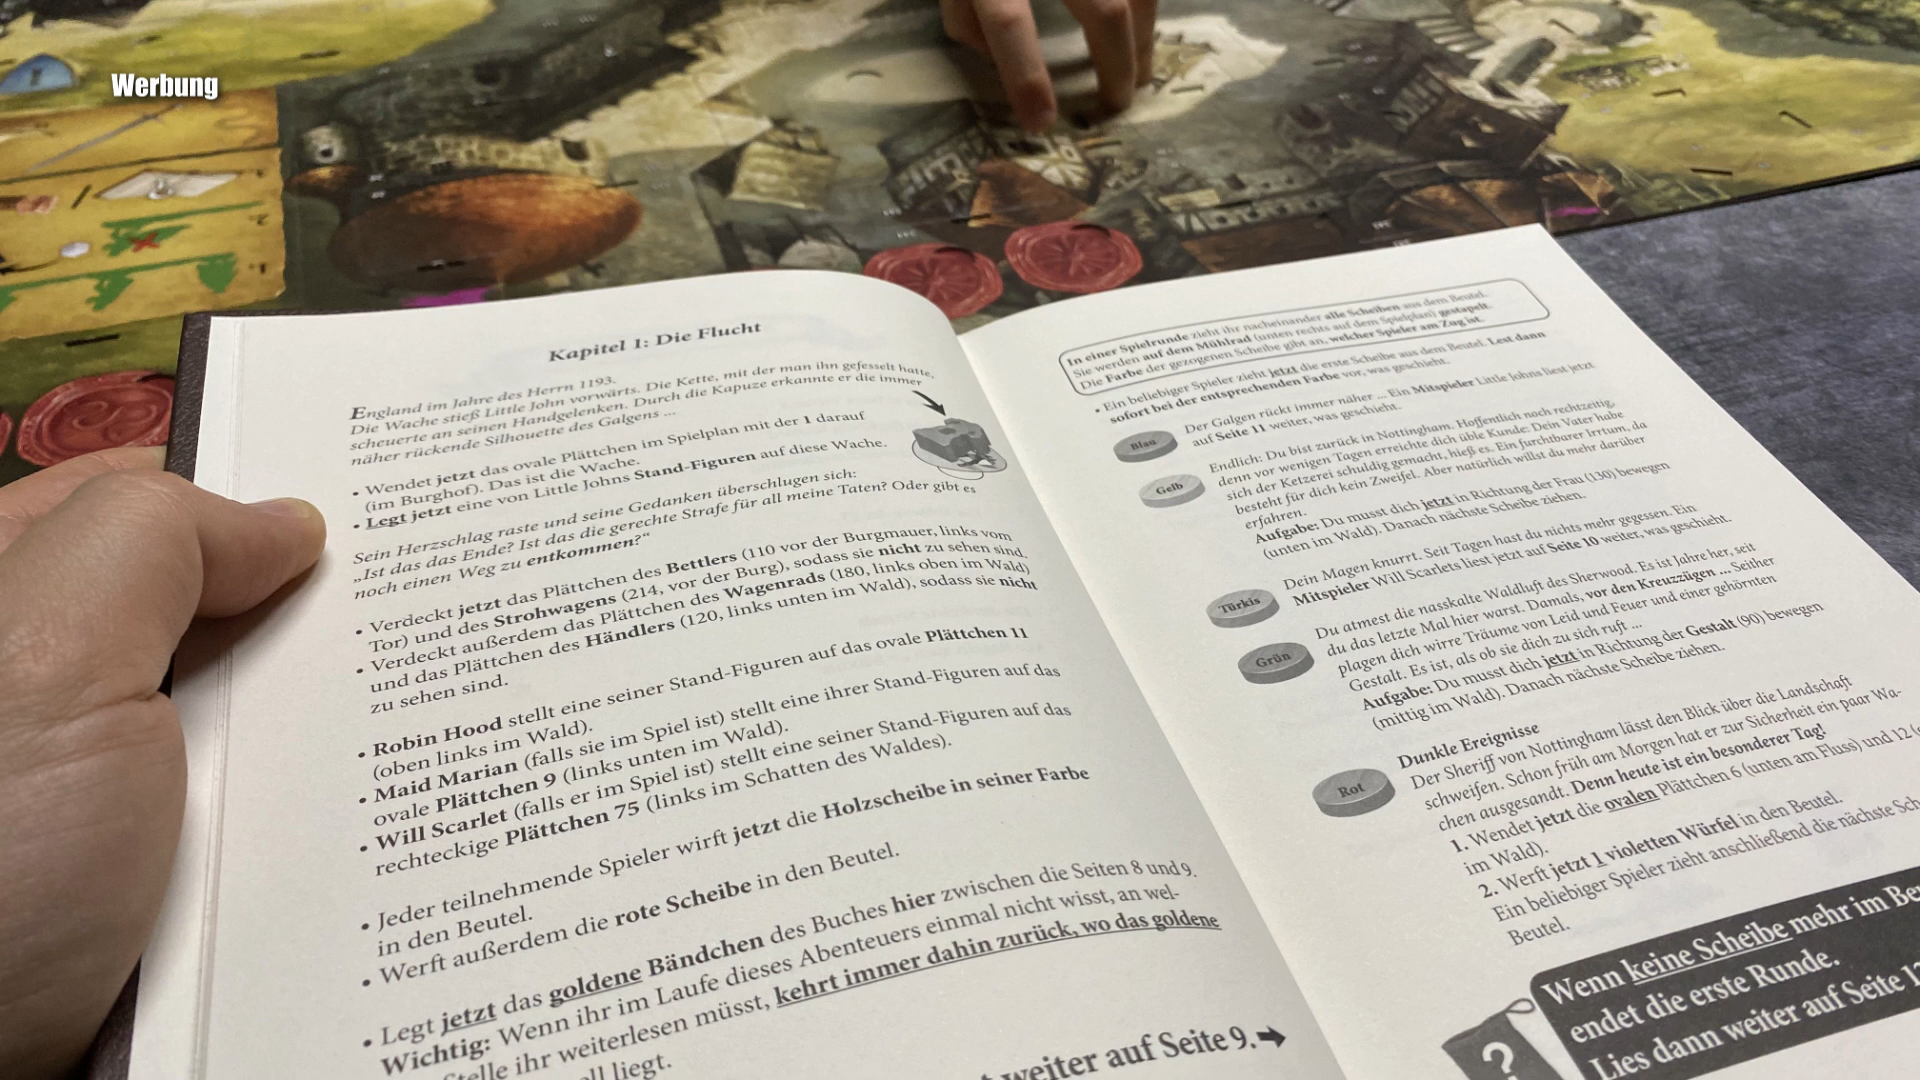 Werbung
Kapitel 1: Die Flucht
England im Jahre des Herrn 1193.
Die Wache stieß Little John vorwärts. Die Kette, mit der man ihn gefesselt hatte,
scheuerte an seinen Handgelenken. Durch die Kapuze erkannte er die immer
näher rückende Silhouette des Galgens ...
• Wendet jetzt das ovale Plättchen im Spielplan mit der 1 darauf
(im Burghof). Das ist die Wache.
• Legt jetzt eine von Little Johns Stand-Figuren auf diese Wache.
Sein Herzschlag raste und seine Gedanken überschlugen sich:
„Ist das das Ende? Ist das die gerechte Strafe für all meine Taten? Oder gibt es
noch einen Weg zu entkommen?“
• Verdeckt jetzt das Plättchen des Bettlers (110 vor der Burgmauer, links vom
Tor) und des Strohwagens (214, vor der Burg), sodass sie nicht zu sehen sind.
• Verdeckt außerdem das Plättchen des Wagenrads (180, links oben im Wald)
und das Plättchen des Händlers (120, links unten im Wald), sodass sie nicht
zu sehen sind.
• Robin Hood stellt eine seiner Stand-Figuren auf das ovale Plättchen 11
(oben links im Wald).
• Maid Marian (falls sie im Spiel ist) stellt eine ihrer Stand-Figuren auf das
ovale Plättchen 9 (links unten im Wald).
• Will Scarlet (falls er im Spiel ist) stellt eine seiner Stand-Figuren auf das
rechteckige Plättchen 75 (links im Schatten des Waldes).
• Jeder teilnehmende Spieler wirft jetzt die Holzscheibe in seiner Farbe
in den Beutel.
• Werft außerdem die rote Scheibe in den Beutel.
• Legt jetzt das goldene Bändchen des Buches hier zwischen die Seiten 8 und 9.
Wichtig: Wenn ihr im Laufe dieses Abenteuers einmal nicht wisst, an wel-
Stelle ihr weiterlesen müsst, kehrt immer dahin zurück, wo das goldene
liegt.
weiter auf Seite 9.
In einer Spielrunde zieht ihr nacheinander alle Scheiben aus dem Beutel.
Sie werden auf dem Mühlrad (unten rechts auf dem Spielplan) gestapelt.
Die Farbe der gezogenen Scheibe gibt an, welcher Spieler am Zug ist.
• Ein beliebiger Spieler zieht jetzt die erste Scheibe aus dem Beutel. Lest dann
sofort bei der entsprechenden Farbe vor, was geschieht.
Blau
Der Galgen rückt immer näher ... Ein Mitspieler Little Johns liest jetzt
auf Seite 11 weiter, was geschieht.
Gelb
Endlich: Du bist zurück in Nottingham. Hoffentlich noch rechtzeitig,
denn vor wenigen Tagen erreichte dich üble Kunde. Dein Vater habe
sich der Ketzerei schuldig gemacht, hieß es. Ein furchtbarer Irrtum, da
besteht für dich kein Zweifel. Aber natürlich willst du mehr darüber
erfahren.
Aufgabe: Du musst dich jetzt in Richtung der Frau (130) bewegen
(unten im Wald). Danach nächste Scheibe ziehen.
Türkis
Dein Magen knurrt. Seit Tagen hast du nichts mehr gegessen. Ein
Mitspieler Will Scarlets liest jetzt auf Seite 10 weiter, was geschieht.
Grün
Du atmest die nasskalte Waldluft des Sherwood. Es ist Jahre her, seit
du das letzte Mal hier warst. Damals, vor den Kreuzzügen ... Seither
plagen dich wirre Träume von Leid und Feuer und einer gehörnten
Gestalt. Es ist, als ob sie dich zu sich ruft ...
Aufgabe: Du musst dich jetzt in Richtung der Gestalt (90) bewegen
(mittig im Wald). Danach nächste Scheibe ziehen.
Rot
Dunkle Ereignisse
Der Sheriff von Nottingham lässt den Blick über die Landschaft
schweifen. Schon früh am Morgen hat er zur Sicherheit ein paar Wa-
chen ausgesandt. Denn heute ist ein besonderer Tag!
1. Wendet jetzt die ovalen Plättchen 6 (unten am Fluss) und 12
im Wald).
2. Werft jetzt 1 violetten Würfel in den Beutel.
Ein beliebiger Spieler zieht anschließend die nächste
Beutel.
?
Wenn keine Scheibe mehr im
endet die erste Runde.
Lies dann weiter auf Seite